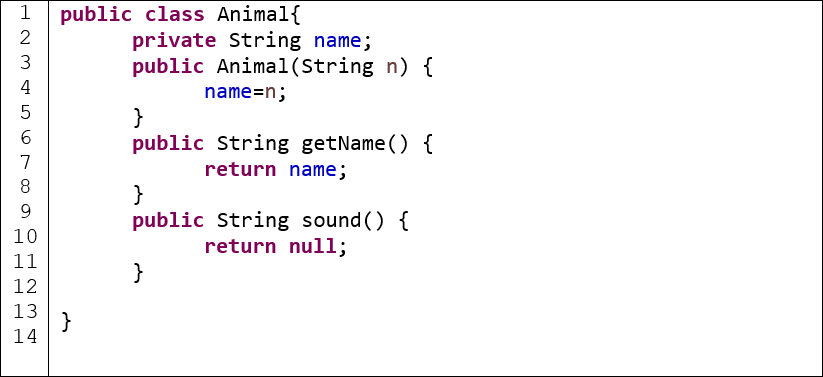 1 public class Animal{
2 private String name;
3 public Animal(String n) {
4 name=n;
5 }
6 public String getName() {
7 return name;
8 }
9 public String sound() {
10 return null;
11 }
12
13 }
14